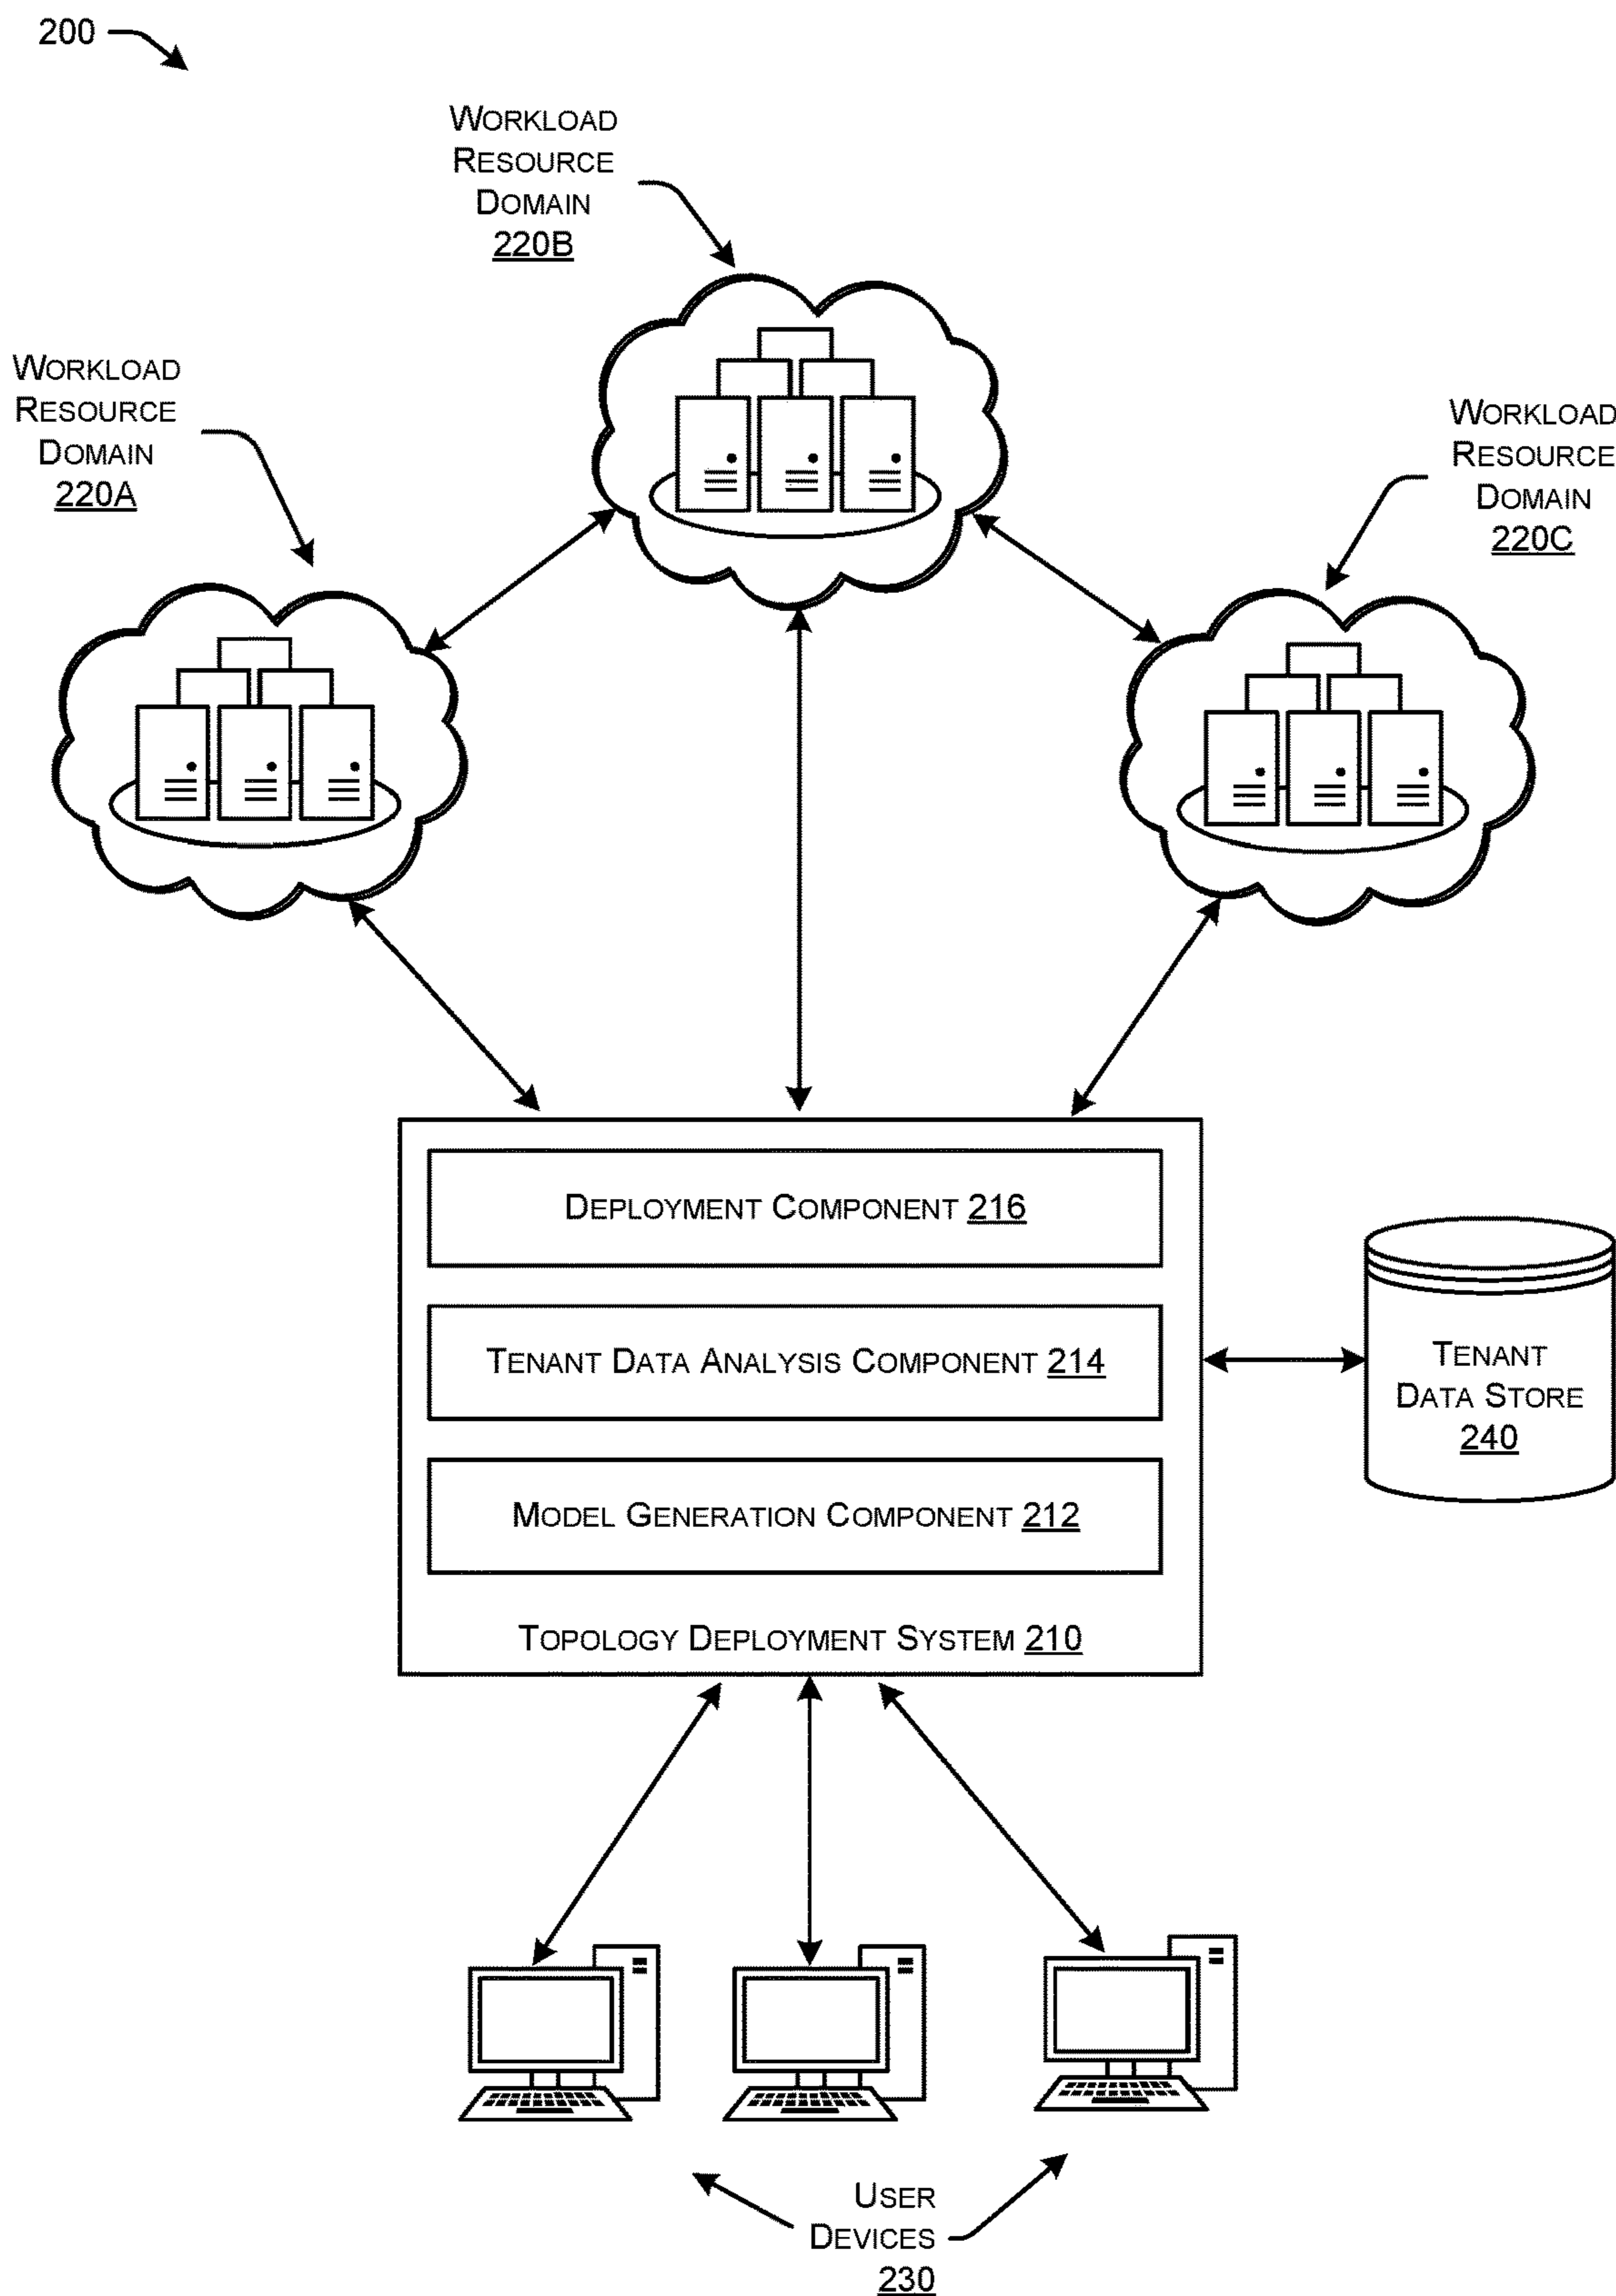 200
WORKLOAD
RESOURCE
DOMAIN
220B
WORKLOAD
RESOURCE
DOMAIN
220A
WORKLOAD
RESOURCE
DOMAIN
220C
DEPLOYMENT COMPONENT 216
TENANT DATA ANALYSIS COMPONENT 214
MODEL GENERATION COMPONENT 212
TOPOLOGY DEPLOYMENT SYSTEM 210
TENANT
DATA STORE
240
USER
DEVICES
230